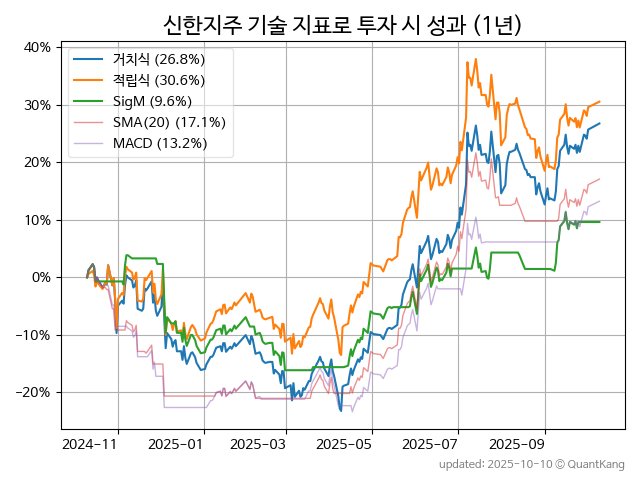 신한지주 기술 지표로 투자 시 성과 (1년)
40%
30%
20%
10%
0%
−10%
−20%
거치식 (26.8%)
적립식 (30.6%)
SigM (9.6%)
SMA(20) (17.1%)
MACD (13.2%)
2024−11 2025−01 2025−03 2025−05 2025−07 2025−09
updated: 2025-10-10 © QuantKang